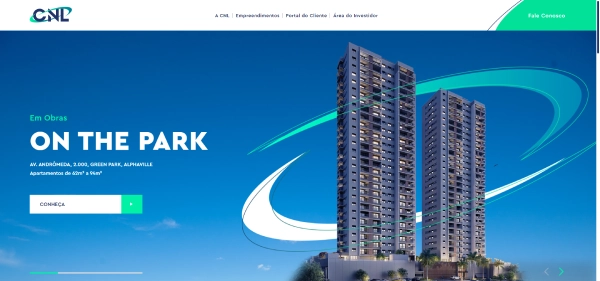 CNL
A CNL | Empreendimentos | Portal do Cliente | Área do Investidor
Fale Conosco
Em Obras
ON THE PARK
AV. ANDRÔMEDA, 2.000, GREEN PARK, ALPHAVILLE
Apartamentos de 62m² a 94m²
CONHEÇA